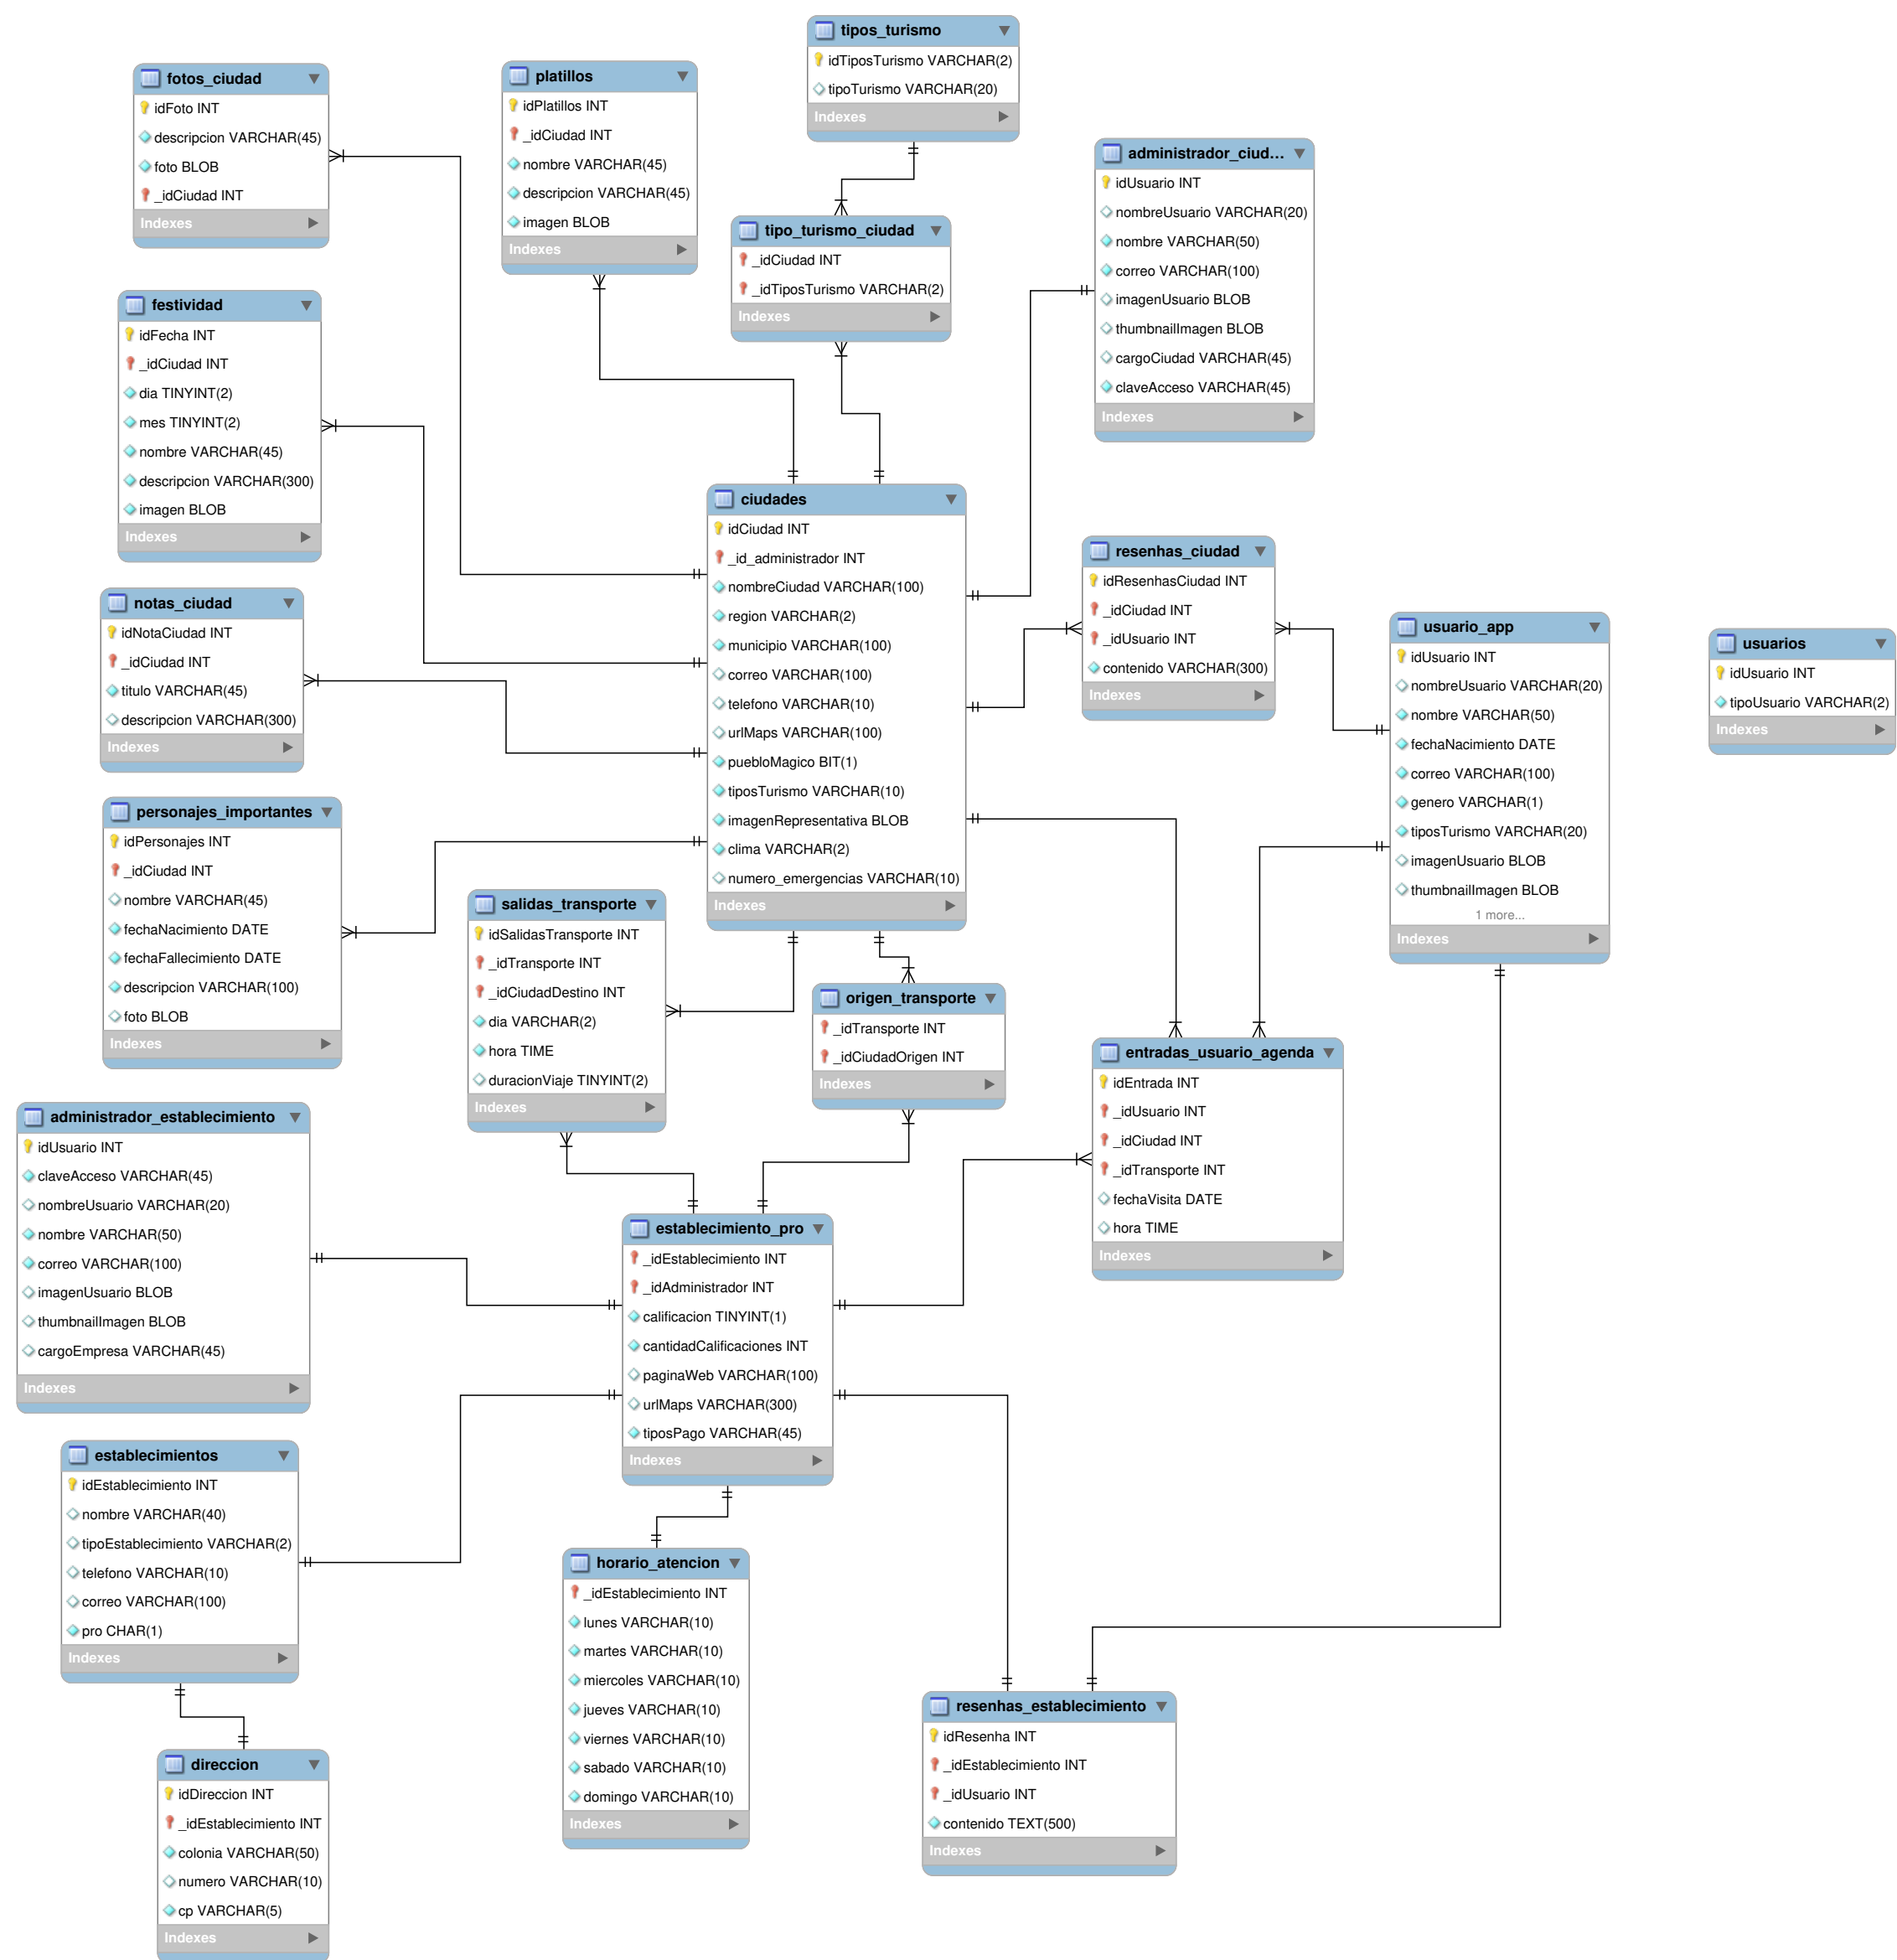 tipos_turismo
idTiposTurismo VARCHAR(2)
tipoTurismo VARCHAR(20)
Indexes
fotos_ciudad
idFoto INT
descripcion VARCHAR(45)
foto BLOB
_idCiudad INT
Indexes
platillos
idPlatillos INT
_idCiudad INT
nombre VARCHAR(45)
descripcion VARCHAR(45)
imagen BLOB
Indexes
administrador_ciud...
idUsuario INT
nombreUsuario VARCHAR(20)
nombre VARCHAR(50)
correo VARCHAR(100)
imagenUsuario BLOB
thumbnailImagen BLOB
cargoCiudad VARCHAR(45)
claveAcceso VARCHAR(45)
Indexes
tipo_turismo_ciudad
_idCiudad INT
_idTiposTurismo VARCHAR(2)
Indexes
festividad
idFecha INT
_idCiudad INT
dia TINYINT(2)
mes TINYINT(2)
nombre VARCHAR(45)
descripcion VARCHAR(300)
imagen BLOB
Indexes
ciudades
idCiudad INT
_id_administrador INT
nombreCiudad VARCHAR(100)
region VARCHAR(2)
municipio VARCHAR(100)
correo VARCHAR(100)
telefono VARCHAR(10)
urlMaps VARCHAR(100)
puebloMagico BIT(1)
tiposTurismo VARCHAR(10)
imagenRepresentativa BLOB
clima VARCHAR(2)
numero_emergencias VARCHAR(10)
Indexes
resenhas_ciudad
idResenhasCiudad INT
_idCiudad INT
_idUsuario INT
contenido VARCHAR(300)
Indexes
notas_ciudad
idNotaCiudad INT
_idCiudad INT
titulo VARCHAR(45)
descripcion VARCHAR(300)
Indexes
usuario_app
idUsuario INT
nombreUsuario VARCHAR(20)
nombre VARCHAR(50)
fechaNacimiento DATE
correo VARCHAR(100)
genero VARCHAR(1)
tiposTurismo VARCHAR(20)
imagenUsuario BLOB
thumbnailImagen BLOB
1 more...
Indexes
usuarios
idUsuario INT
tipoUsuario VARCHAR(2)
Indexes
personajes_importantes
idPersonajes INT
_idCiudad INT
nombre VARCHAR(45)
fechaNacimiento DATE
fechaFallecimiento DATE
descripcion VARCHAR(100)
foto BLOB
Indexes
salidas_transporte
idSalidasTransporte INT
_idTransporte INT
_idCiudadDestino INT
dia VARCHAR(2)
hora TIME
duracionViaje TINYINT(2)
Indexes
origen_transporte
_idTransporte INT
_idCiudadOrigen INT
Indexes
entradas_usuario_agenda
idEntrada INT
_idUsuario INT
_idCiudad INT
_idTransporte INT
fechaVisita DATE
hora TIME
Indexes
administrador_establecimiento
idUsuario INT
claveAcceso VARCHAR(45)
nombreUsuario VARCHAR(20)
nombre VARCHAR(50)
correo VARCHAR(100)
imagenUsuario BLOB
thumbnailImagen BLOB
cargoEmpresa VARCHAR(45)
Indexes
establecimiento_pro
_idEstablecimiento INT
_idAdministrador INT
calificacion TINYINT(1)
cantidadCalificaciones INT
paginaWeb VARCHAR(100)
urlMaps VARCHAR(300)
tiposPago VARCHAR(45)
Indexes
establecimientos
idEstablecimiento INT
nombre VARCHAR(40)
tipoEstablecimiento VARCHAR(2)
telefono VARCHAR(10)
correo VARCHAR(100)
pro CHAR(1)
Indexes
horario_atencion
_idEstablecimiento INT
lunes VARCHAR(10)
martes VARCHAR(10)
miercoles VARCHAR(10)
jueves VARCHAR(10)
viernes VARCHAR(10)
sabado VARCHAR(10)
domingo VARCHAR(10)
Indexes
resenhas_establecimiento
idResenha INT
_idEstablecimiento INT
_idUsuario INT
contenido TEXT(500)
Indexes
direccion
idDireccion INT
_idEstablecimiento INT
colonia VARCHAR(50)
numero VARCHAR(10)
cp VARCHAR(5)
Indexes